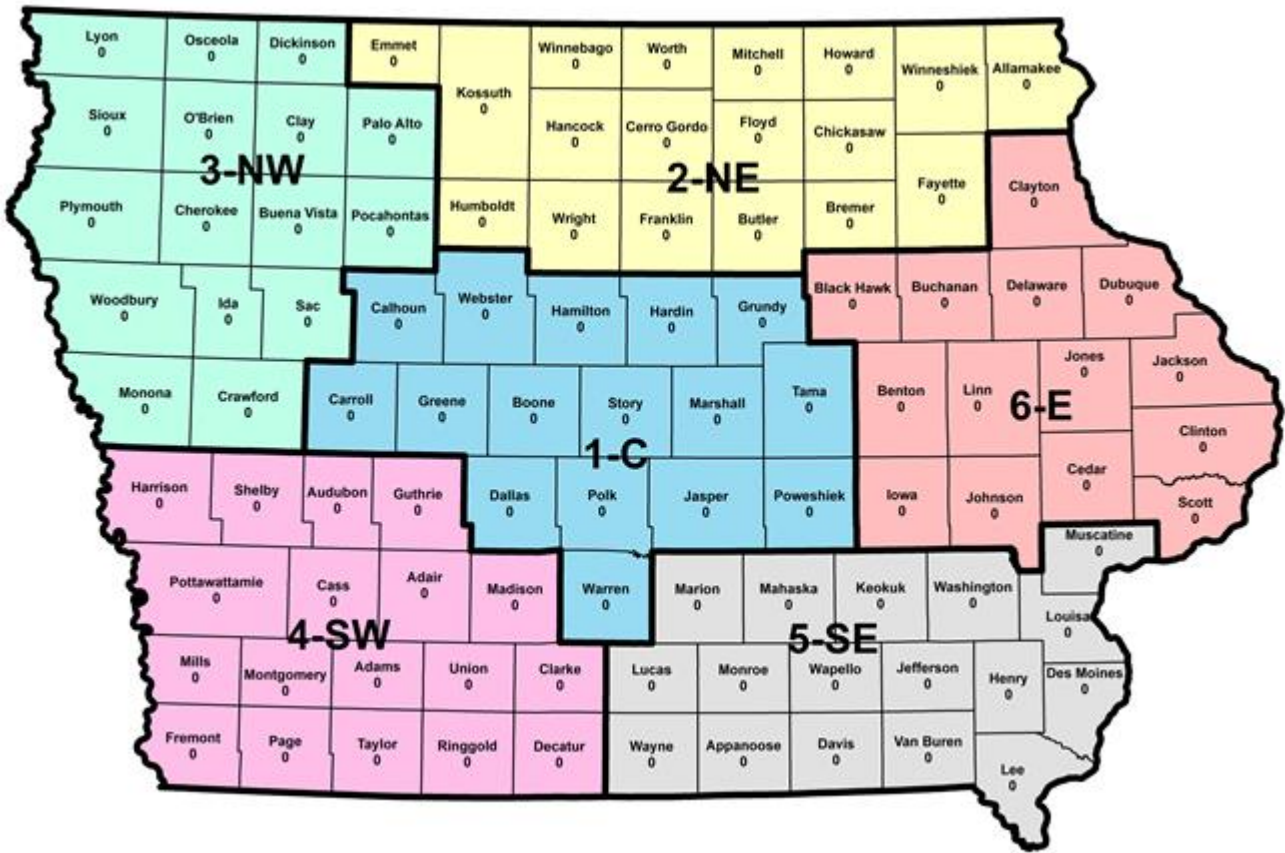 Lyon
0
Osceola
0
Dickinson
0
Emmet
0
Kossuth
0
Winnebago
0
Worth
0
Mitchell
0
Howard
0
Winneshiek
0
Allamakee
0
Sioux
0
O'Brien
0
Clay
0
Palo Alto
0
Hancock
0
Cerro Gordo
0
Floyd
0
Chickasaw
0
3-NW
2-NE
Plymouth
0
Cherokee
0
Buena Vista
0
Pocahontas
0
Humboldt
0
Wright
0
Franklin
0
Butler
0
Bremer
0
Fayette
0
Clayton
0
Woodbury
0
Ida
0
Sac
0
Calhoun
0
Webster
0
Hamilton
0
Hardin
0
Grundy
0
Black Hawk
0
Buchanan
0
Delaware
0
Dubuque
0
Monona
0
Crawford
0
Carroll
0
Greene
0
Boone
0
Story
0
Marshall
0
Tama
0
Benton
0
Linn
0
Jones
0
Jackson
0
6-E
1-C
Clinton
0
Harrison
0
Shelby
0
Audubon
0
Guthrie
0
Dallas
0
Polk
0
Jasper
0
Poweshiek
0
Iowa
0
Johnson
0
Cedar
0
Scott
0
Muscatine
0
Pottawattamie
0
Cass
0
Adair
0
Madison
0
Warren
0
Marion
0
Mahaska
0
Keokuk
0
Washington
0
Louisa
0
4-SW
5-SE
Mills
0
Montgomery
0
Adams
0
Union
0
Clarke
0
Lucas
0
Monroe
0
Wapello
0
Jefferson
0
Henry
0
Des Moines
0
Fremont
0
Page
0
Taylor
0
Ringgold
0
Decatur
0
Wayne
0
Appanoose
0
Davis
0
Van Buren
0
Lee
0